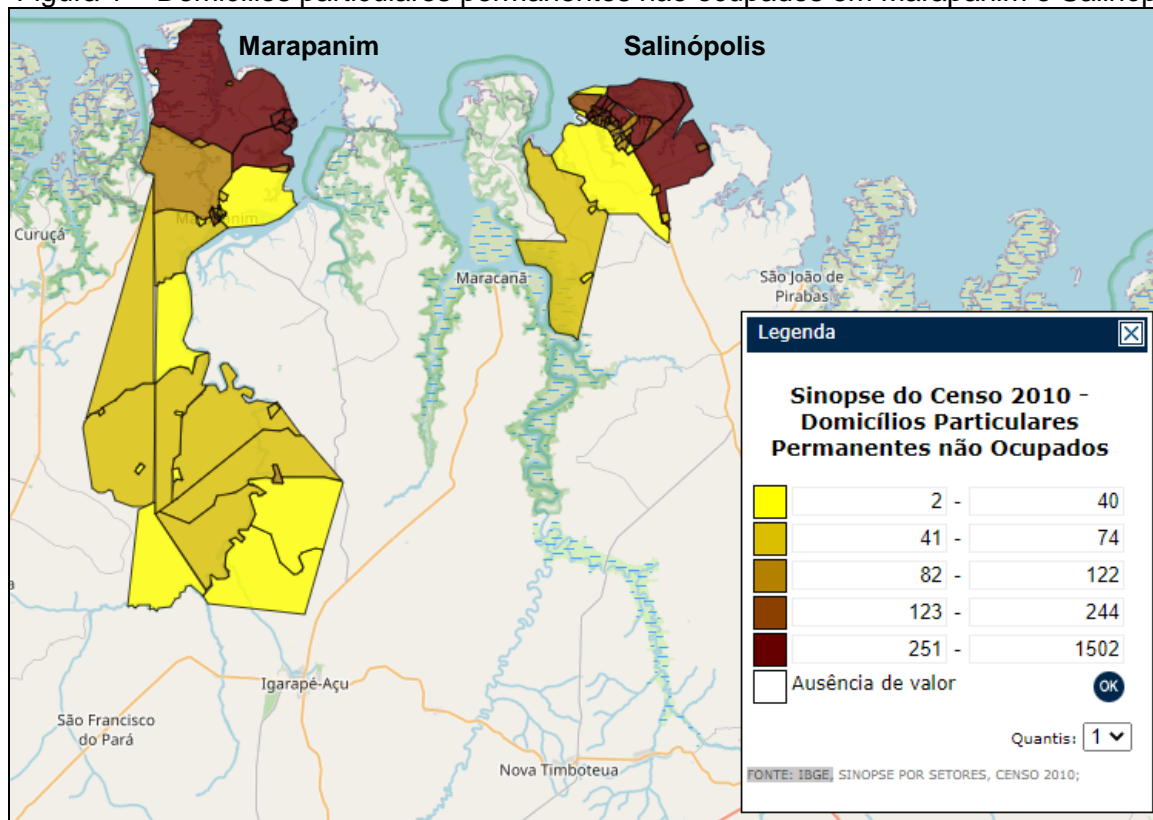 Marapanim
Salinópolis
Curuçá
Maracanã
São João de
Pirabas
Legenda
Sinopse do Censo 2010 -
Domicílios Particulares
Permanentes não Ocupados
2 - 40
41 - 74
82 - 122
123 - 244
251 - 1502
Ausência de valor
OK
Quantis: 1
FONTE: IBGE, SINOPSE POR SETORES, CENSO 2010;
Igarapé-Açu
São Francisco
do Pará
Nova Timboteua